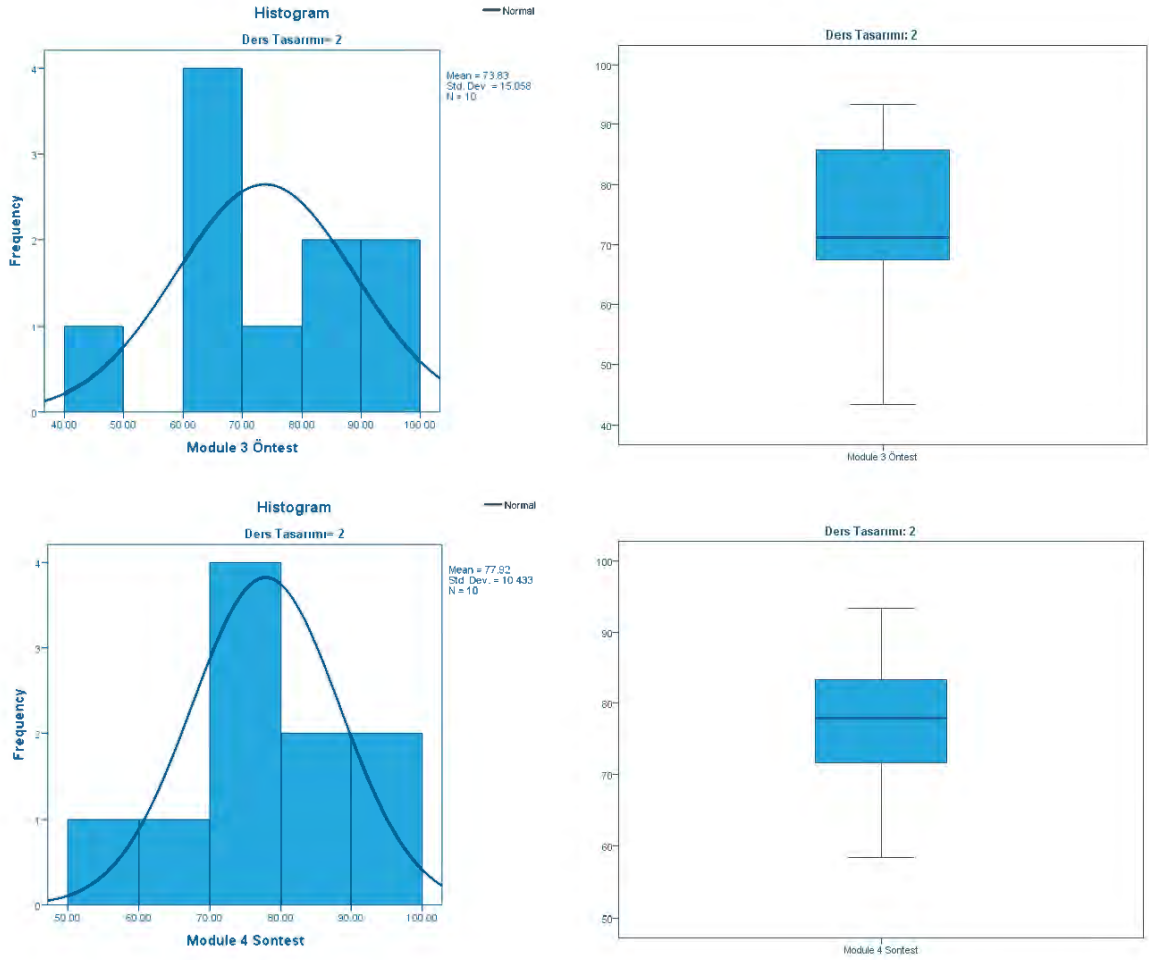 Histogram
Normal
Ders Tasarımı= 2
Mean = 73.83
Std. Dev. = 15.058
N = 10
Frequency
4
3
2
1
0
40.00 50.00 60.00 70.00 80.00 90.00 100.00
Module 3 Öntest
Ders Tasarımı: 2
100
90
80
70
60
50
40
Module 3 Öntest
Histogram
Normal
Ders Tasarımı= 2
Mean = 77.92
Std. Dev. = 10.433
N = 10
Frequency
4
3
2
1
0
50.00 60.00 70.00 80.00 90.00 100.00
Module 4 Sontest
Ders Tasarımı: 2
100
90
80
70
60
50
Module 4 Sontest